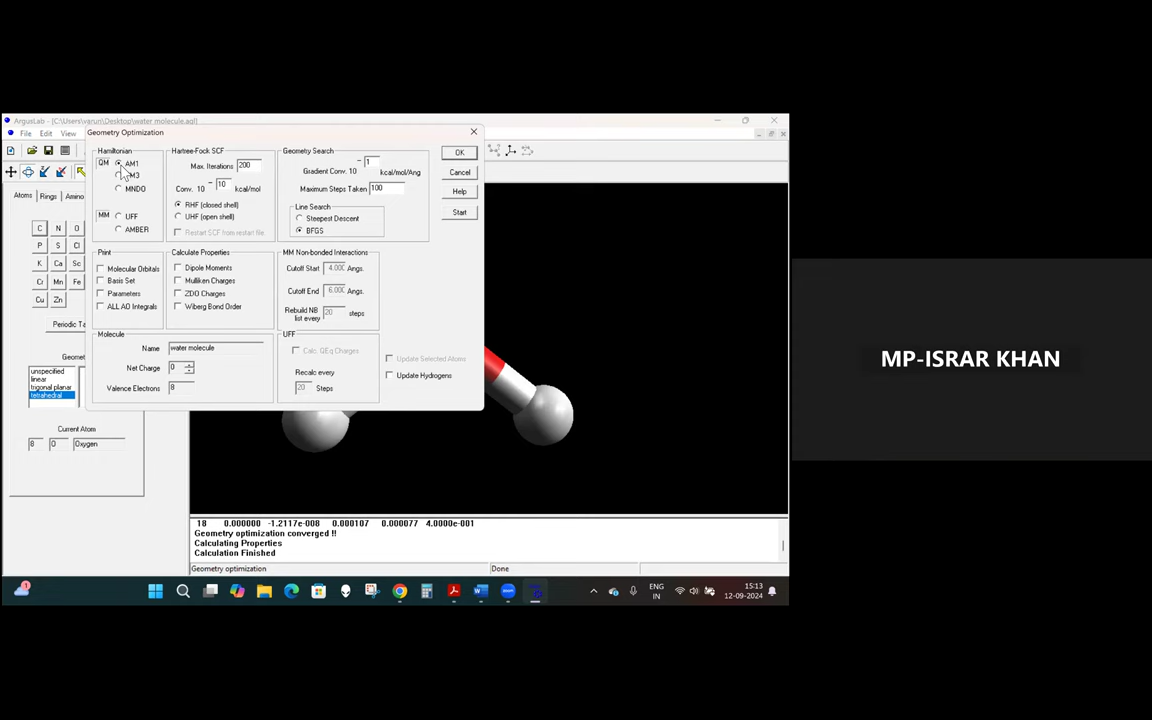 ArgusLab - [C:\Users\varun\Desktop\water molecule.agl]
File Edit View
Geometry Optimization
Hamiltonian
QM AM1
PM3
MNDO
MM UFF
AMBER
Hartree-Fock SCF
Max. Iterations 200
Conv. 10 - 10 kcal/mol
RHF (closed shell)
UHF (open shell)
Restart SCF from restart file.
Geometry Search
Gradient Conv. 10 - 1 kcal/mol/Ang
Maximum Steps Taken 100
Line Search
Steepest Descent
BFGS
OK
Cancel
Help
Start
Print
Molecular Orbitals
Basis Set
Parameters
ALL AO Integrals
Calculate Properties
Dipole Moments
Mulliken Charges
ZDO Charges
Wiberg Bond Order
MM Non-bonded Interactions
Cutoff Start 4.00 Angs.
Cutoff End 6.00 Angs.
Rebuild NB list every 20 steps
Molecule
Name water molecule
Net Charge 0
Valence Electrons 8
UFF
Calc. QEq Charges
Recalc every
20 Steps
Update Selected Atoms
Update Hydrogens
Atoms Rings Amino
C N O
P S Cl
K Ca Sc
Cr Mn Fe
Cu Zn
Periodic Ta
Geomet
unspecified
linear
trigonal planar
tetrahedral
Current Atom
8 0 Oxygen
18 0.000000 -1.2117e-008 0.000107 0.000077 4.0000e-001
Geometry optimization converged !!
Calculating Properties
Calculation Finished
Geometry optimization Done
1
ENG
IN
15:13
12-09-2024
MP-ISRAR KHAN